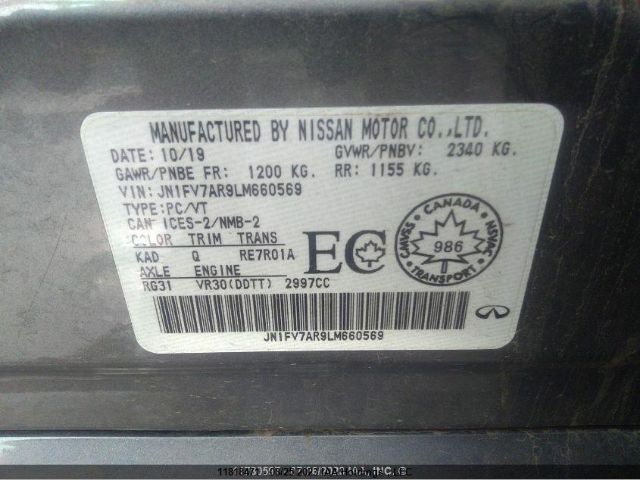 MANUFACTURED BY NISSAN MOTOR CO.,LTD.
DATE: 10/19 GVWR/PNBV: 2340 KG.
GAWR/PNBE FR: 1200 KG. RR: 1155 KG.
VIN: JN1FV7AR9LM660569
TYPE: PC/VT
CAN ICES-2/NMB-2
COLOR TRIM TRANS
KAD Q RE7R01A
AXLE ENGINE
RG31 VR30(DDTT) 2997CC
EC
CANADA
CMVSS
NSVAC
986
TRANSPORT
JN1FV7AR9LM660569
INFINITI